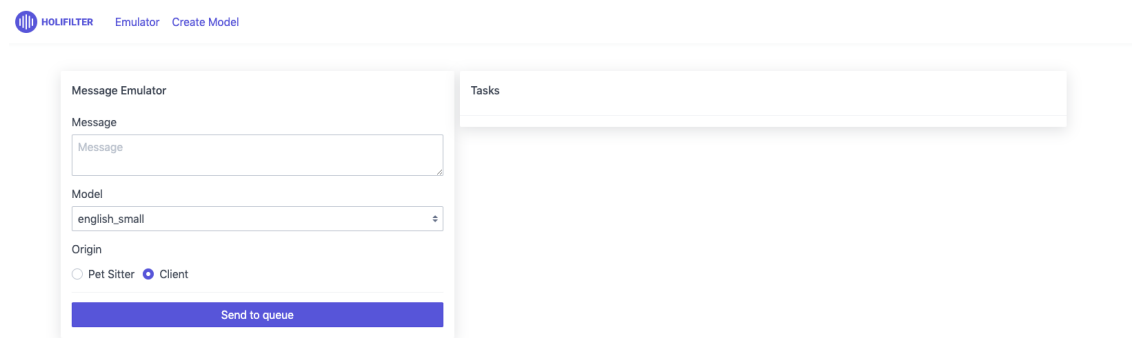 HOLIFILTER Emulator Create Model
Message Emulator
Message
Message
Model
english_small
Origin
Pet Sitter Client
Send to queue
Tasks